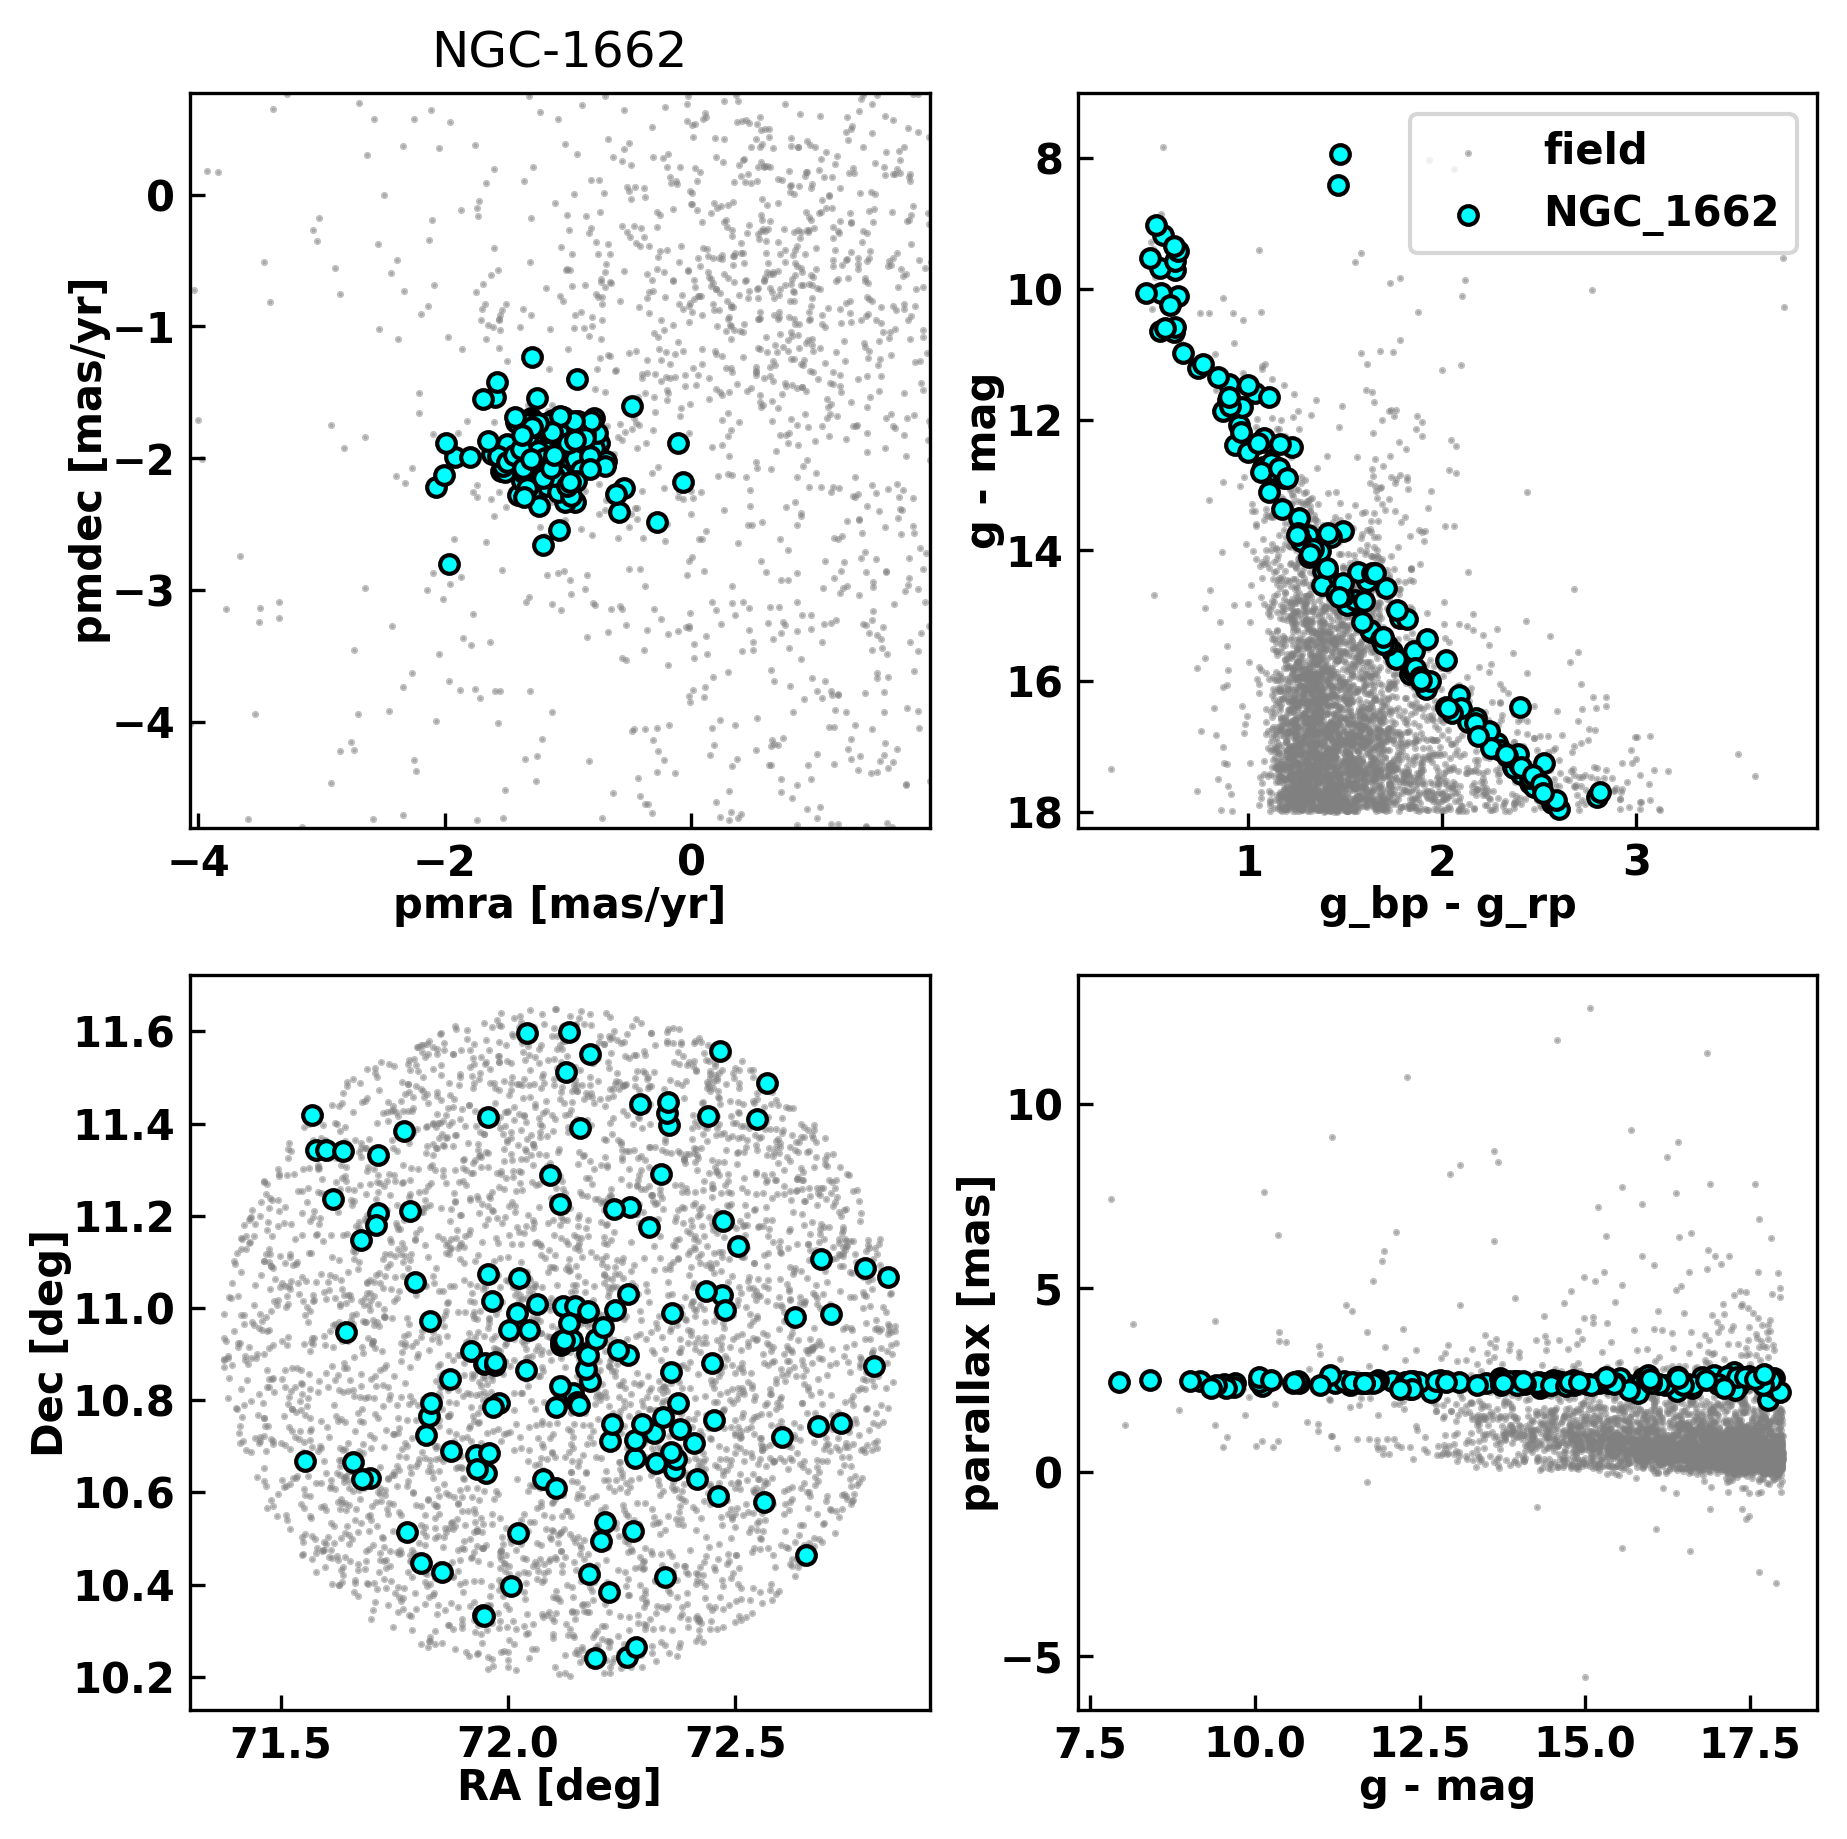 NGC-1662
0
−1
−2
−3
−4
pmdec [mas/yr]
−4 −2 0
pmra [mas/yr]
field
NGC_1662
8
10
12
14
16
18
g - mag
1 2 3
g_bp - g_rp
11.6
11.4
11.2
11.0
10.8
10.6
10.4
10.2
Dec [deg]
71.5 72.0 72.5
RA [deg]
10
5
0
−5
parallax [mas]
7.5 10.0 12.5 15.0 17.5
g - mag